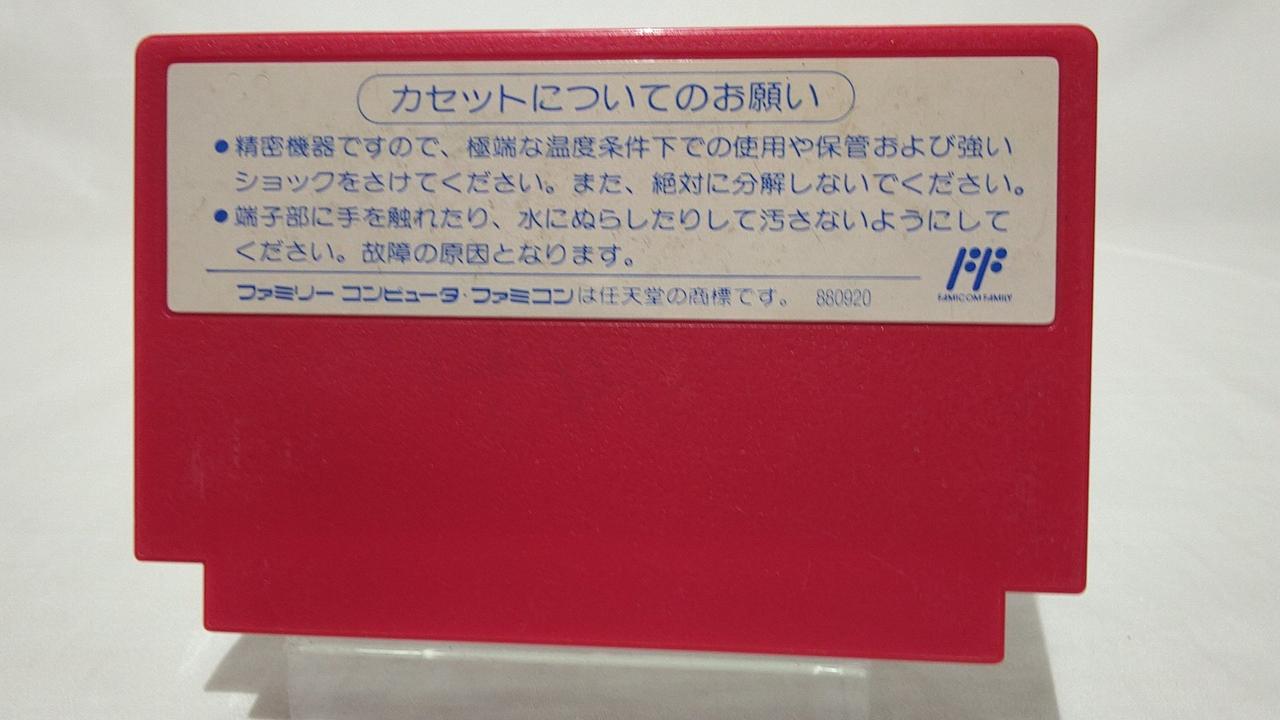 カセットについてのお願い
●精密機器ですので、極端な温度条件下での使用や保管および強い
ショックをさけてください。また、絶対に分解しないでください。
●端子部に手を触れたり、水にぬらしたりして汚さないようにして
ください。故障の原因となります。
ファミリーコンピュータ・ファミコンは任天堂の商標です。 880920
FF
FAMICOM FAMILY